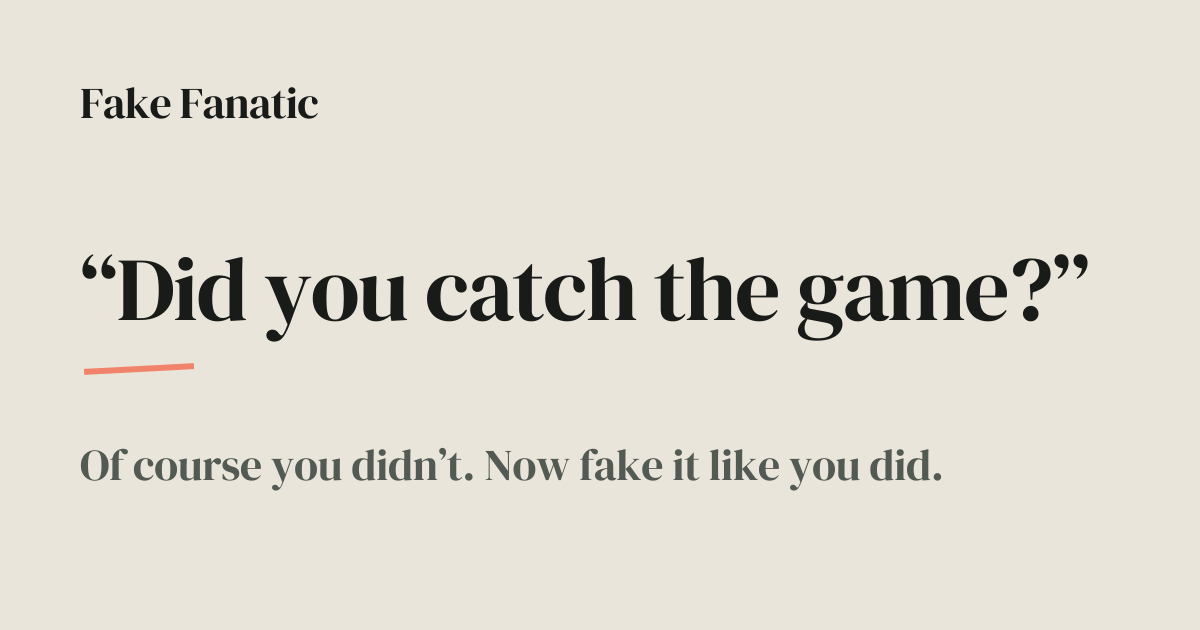 Fake Fanatic
“Did you catch the game?”
Of course you didn’t. Now fake it like you did.